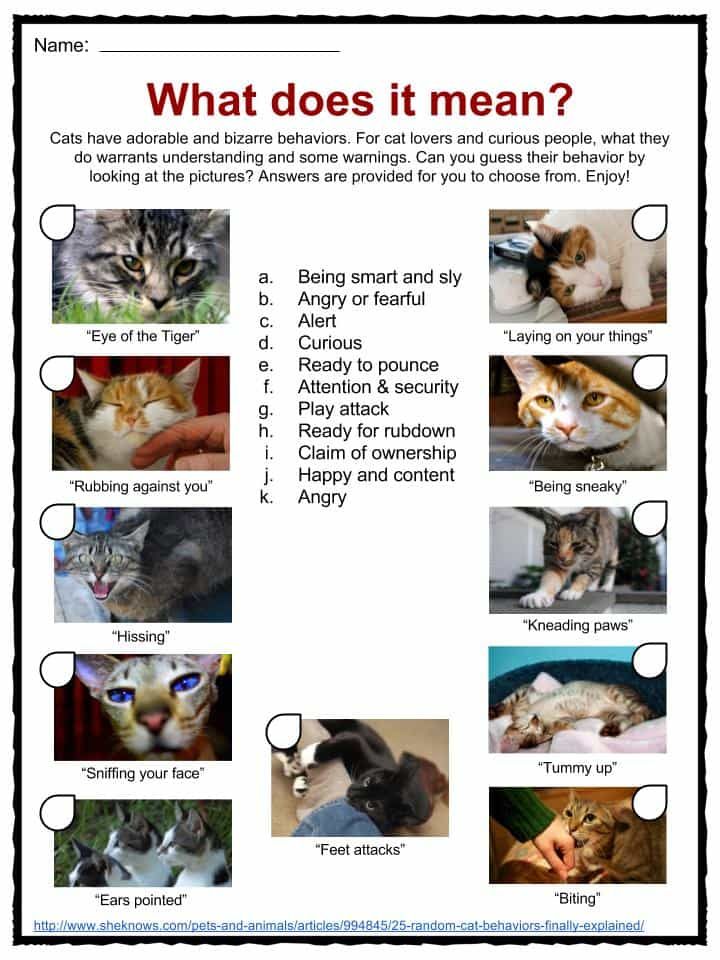 Name:
What does it mean?
Cats have adorable and bizarre behaviors. For cat lovers and curious people, what they
do warrants understanding and some warnings. Can you guess their behavior by
looking at the pictures? Answers are provided for you to choose from. Enjoy!
a. Being smart and sly
b. Angry or fearful
c. Alert
d. Curious
e. Ready to pounce
f. Attention & security
g. Play attack
h. Ready for rubdown
i. Claim of ownership
j. Happy and content
k. Angry
“Eye of the Tiger”
“Laying on your things”
“Rubbing against you”
“Being sneaky”
“Hissing”
“Kneading paws”
“Sniffing your face”
“Tummy up”
“Feet attacks”
“Ears pointed”
“Biting”
http://www.sheknows.com/pets-and-animals/articles/994845/25-random-cat-behaviors-finally-explained/